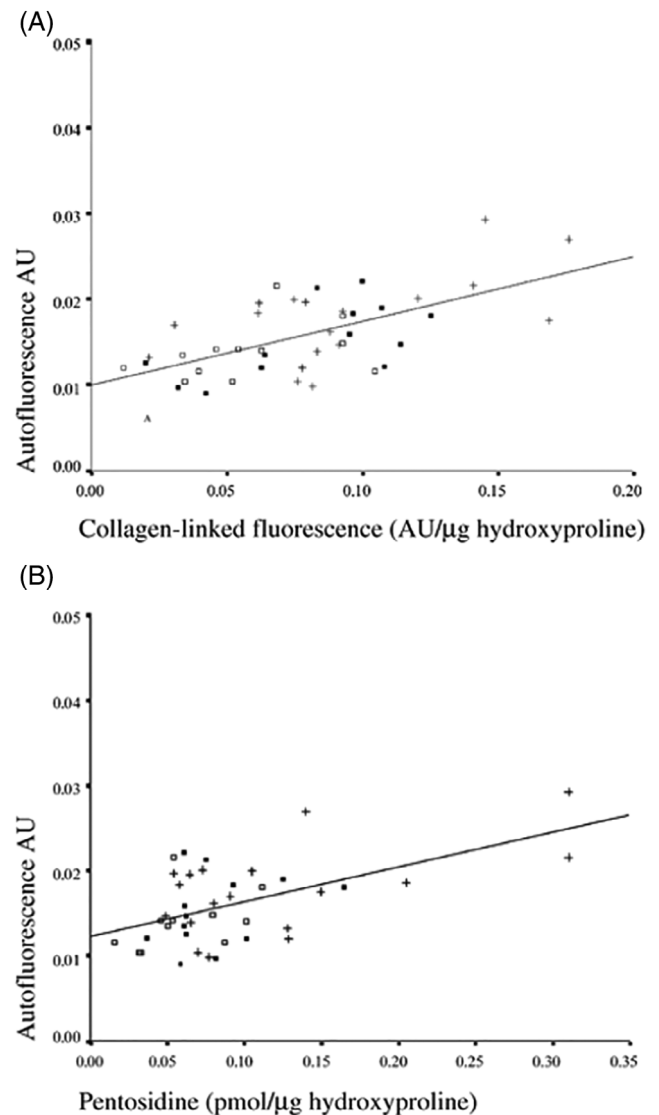 (A)
0.05
0.04
0.03
0.02
0.01
0.00
Autofluorescence AU
A
0.00 0.05 0.10 0.15 0.20
Collagen-linked fluorescence (AU/µg hydroxyproline)
(B)
0.05
0.04
0.03
0.02
0.01
0.00
Autofluorescence AU
0.00 0.05 0.10 0.15 0.20 0.25 0.30 0.35
Pentosidine (pmol/µg hydroxyproline)